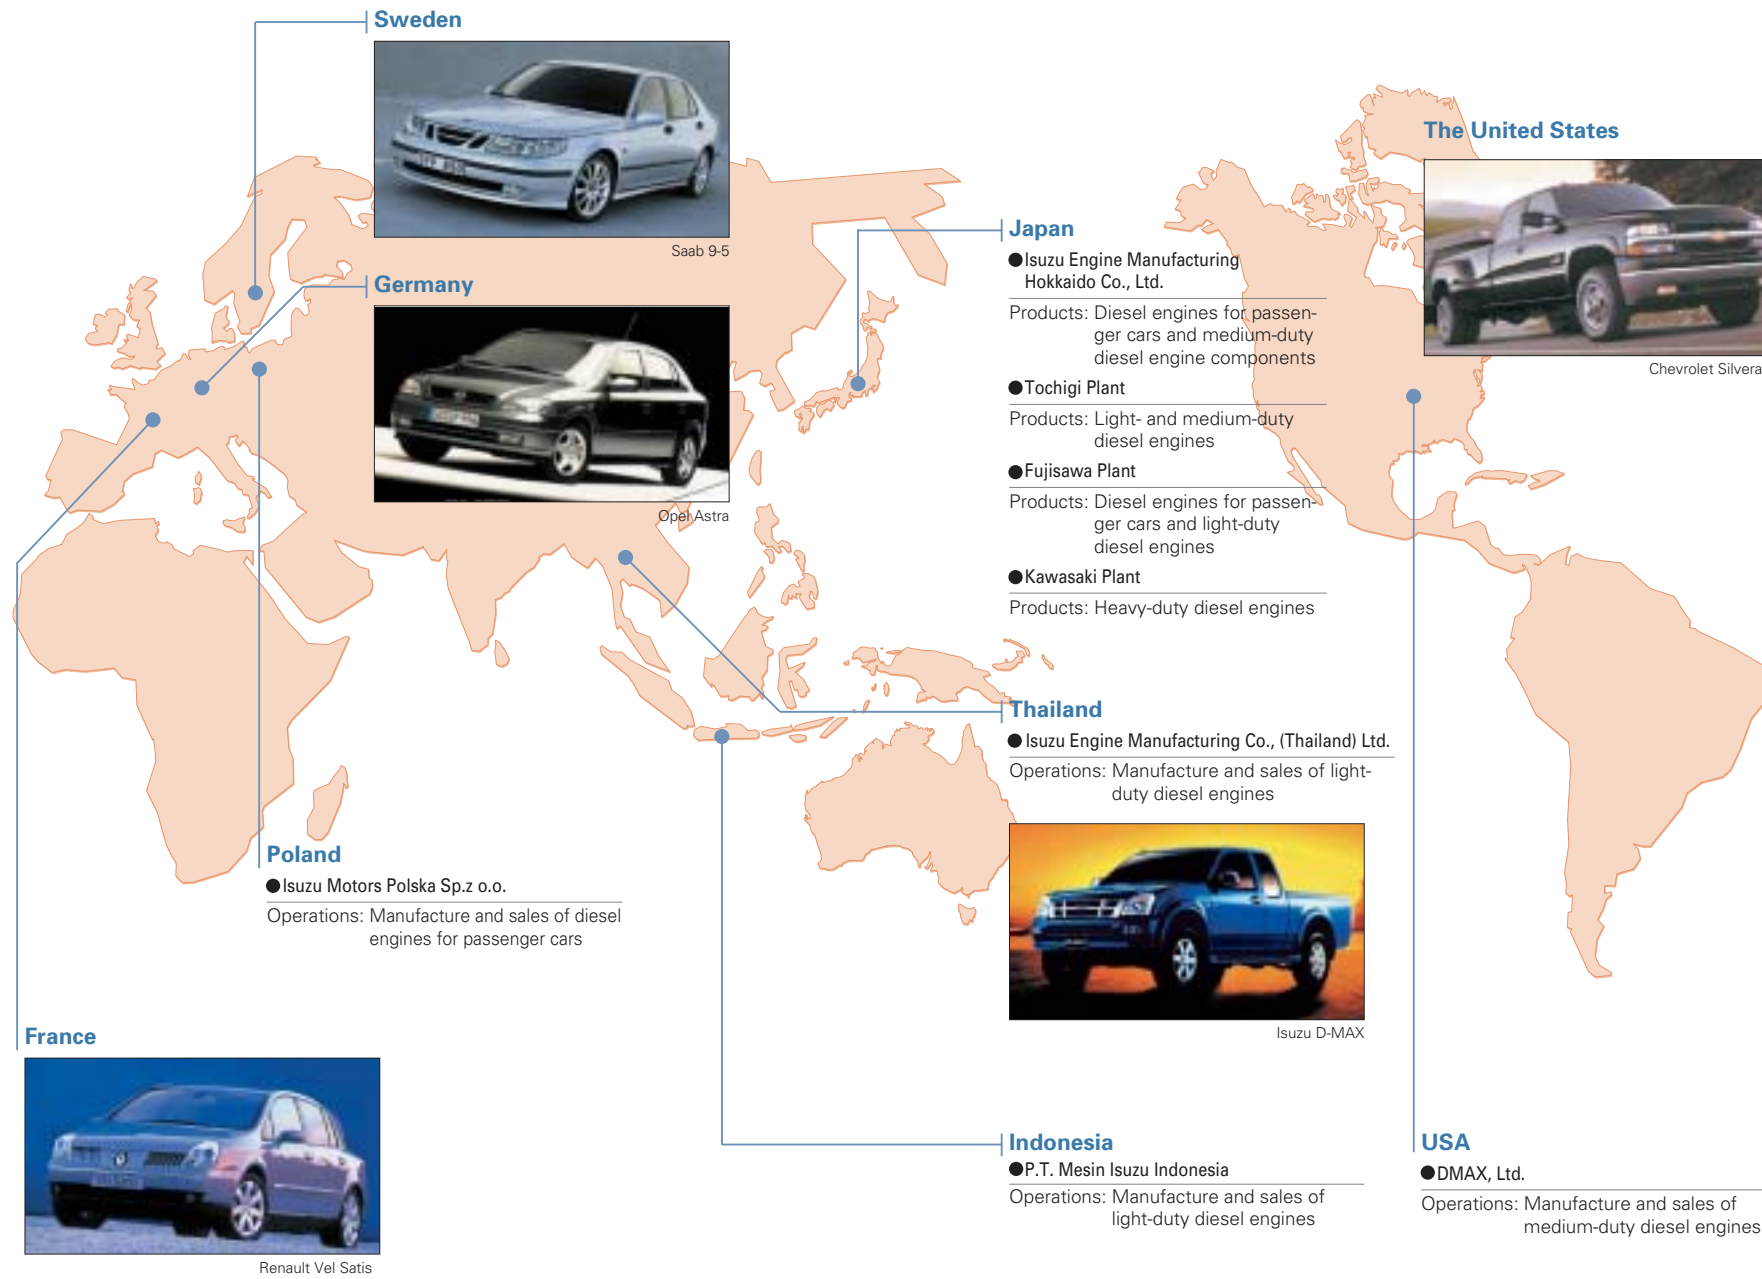 Sweden
Saab 9-5
Germany
Opel Astra
Japan
●Isuzu Engine Manufacturing
Hokkaido Co., Ltd.
Products: Diesel engines for passen-
ger cars and medium-duty
diesel engine components
●Tochigi Plant
Products: Light- and medium-duty
diesel engines
●Fujisawa Plant
Products: Diesel engines for passen-
ger cars and light-duty
diesel engines
●Kawasaki Plant
Products: Heavy-duty diesel engines
The United States
Chevrolet Silvera
Thailand
●Isuzu Engine Manufacturing Co., (Thailand) Ltd.
Operations: Manufacture and sales of light-
duty diesel engines
Isuzu D-MAX
Poland
●Isuzu Motors Polska Sp.z o.o.
Operations: Manufacture and sales of diesel
engines for passenger cars
France
Renault Vel Satis
Indonesia
●P.T. Mesin Isuzu Indonesia
Operations: Manufacture and sales of
light-duty diesel engines
USA
●DMAX, Ltd.
Operations: Manufacture and sales of
medium-duty diesel engines